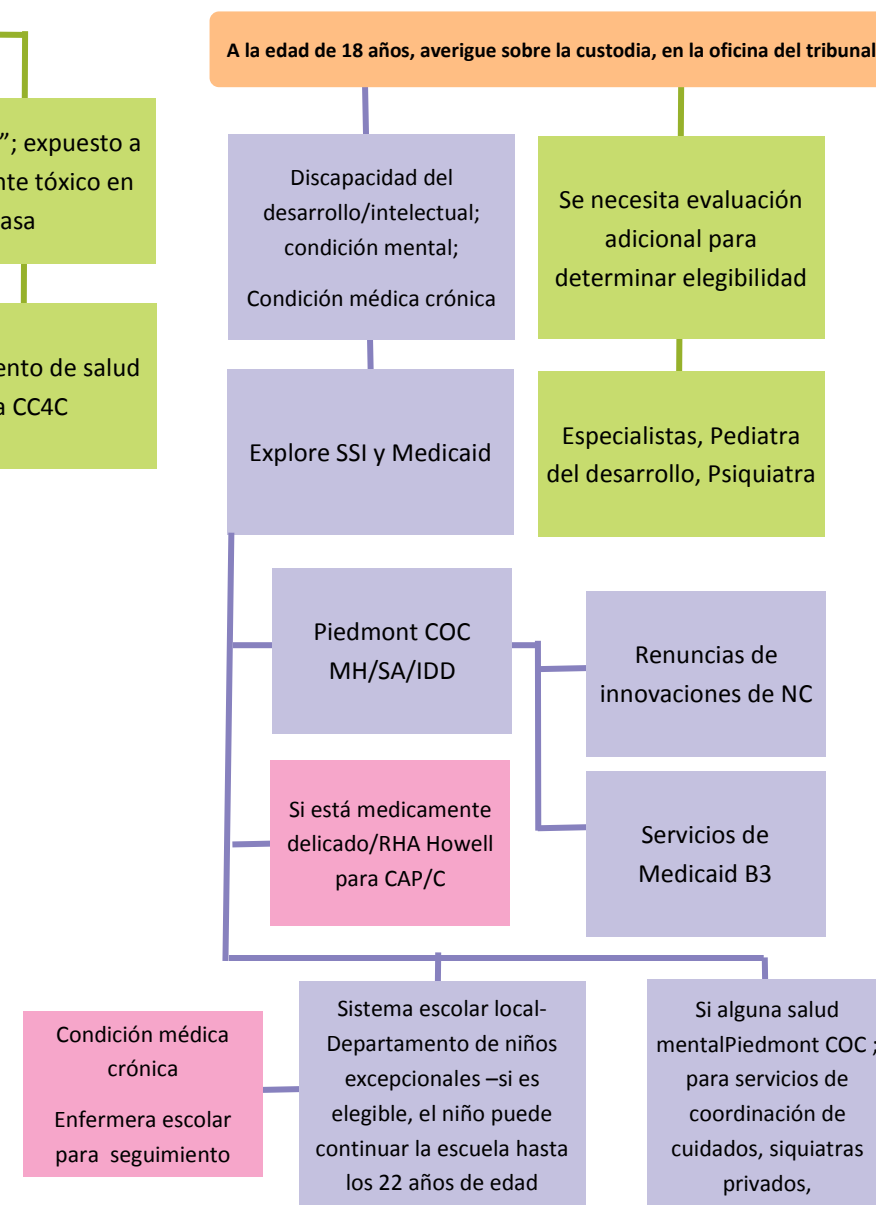 A la edad de 18 años, averigue sobre la custodia, en la oficina del tribunal
”; expuesto a
tóxico en
Discapacidad del
desarrollo/intelectual;
condición mental;
Condición médica crónica
Se necesita evaluación
adicional para
determinar elegibilidad
de salud
CC4C
Explore SSI y Medicaid
Especialistas, Pediatra
del desarrollo, Psiquiatra
Piedmont COC
MH/SA/IDD
Renuncias de
innovaciones de NC
Si está medicamente
delicado/RHA Howell
para CAP/C
Servicios de
Medicaid B3
Condición médica
crónica
Enfermera escolar
para seguimiento
Sistema escolar local-
Departamento de niños
excepcionales –si es
elegible, el niño puede
continuar la escuela hasta
los 22 años de edad
Si alguna salud
mentalPiedmont COC ;
para servicios de
coordinación de
cuidados, siquiatras
privados,